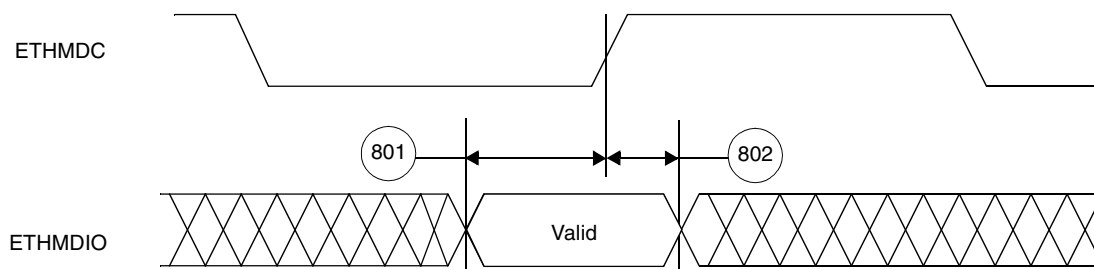 ETHMDC
801
802
ETHMDIO
Valid